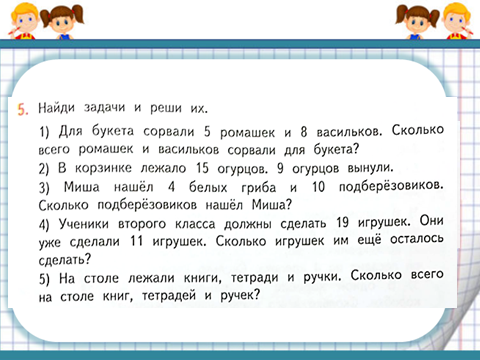 5. Найди задачи и реши их.
1) Для букета сорвали 5 ромашек и 8 васильков. Сколько
всего ромашек и васильков сорвали для букета?
2) В корзинке лежало 15 огурцов. 9 огурцов вынули.
3) Миша нашёл 4 белых гриба и 10 подберёзовиков.
Сколько подберёзовиков нашёл Миша?
4) Ученики второго класса должны сделать 19 игрушек. Они
уже сделали 11 игрушек. Сколько игрушек им ещё осталось
сделать?
5) На столе лежали книги, тетради и ручки. Сколько всего
на столе книг, тетрадей и ручек?